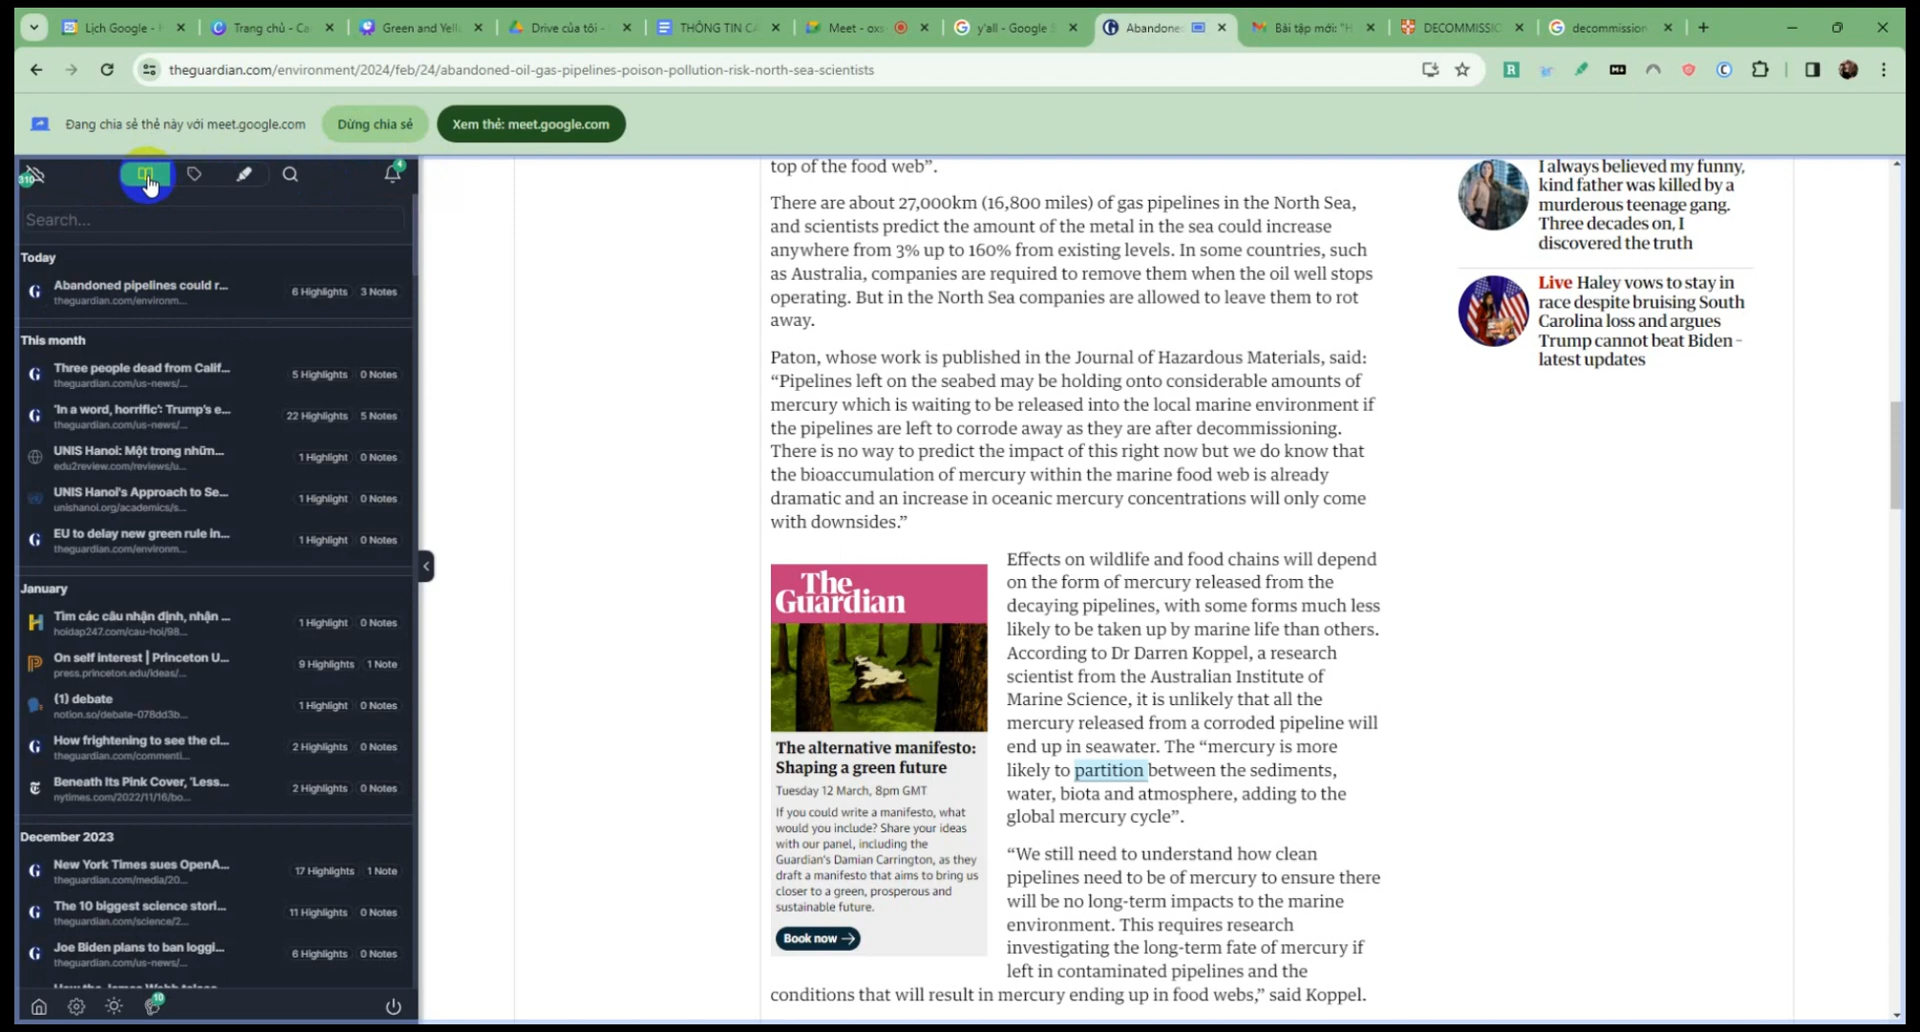 Lịch Google - 
Trang chủ - Ca
Green and Yell
Drive của tôi -
THÔNG TIN C
Meet - oxs
y'all - Google S
Abandone
Bài tập mới: "H
DECOMMISSIO
decommission
theguardian.com/environment/2024/feb/24/abandoned-oil-gas-pipelines-poison-pollution-risk-north-sea-scientists
Đang chia sẻ thẻ này với meet.google.com
Dừng chia sẻ
Xem thẻ: meet.google.com
310
4
Search...
Today
Abandoned pipelines could r...
theguardian.com/environm...
6 Highlights 3 Notes
This month
Three people dead from Calif...
theguardian.com/us-news/...
5 Highlights 0 Notes
'In a word, horrific': Trump's e...
theguardian.com/us-news/...
22 Highlights 5 Notes
UNIS Hanoi: Một trong nhữn...
edu2review.com/reviews/u...
1 Highlight 0 Notes
UNIS Hanoi's Approach to Se...
unishanoi.org/academics/s...
1 Highlight 0 Notes
EU to delay new green rule in...
theguardian.com/environm...
1 Highlight 0 Notes
January
Tìm các câu nhận định, nhận ...
hoidap247.com/cau-hoi/98...
1 Highlight 0 Notes
On self interest | Princeton U...
press.princeton.edu/ideas/...
9 Highlights 1 Note
(1) debate
notion.so/debate-078dd3b...
1 Highlight 0 Notes
How frightening to see the cl...
theguardian.com/commenti...
2 Highlights 0 Notes
Beneath Its Pink Cover, 'Less...
nytimes.com/2022/11/16/bo...
2 Highlights 0 Notes
December 2023
New York Times sues OpenA...
theguardian.com/media/20...
17 Highlights 1 Note
The 10 biggest science stori...
theguardian.com/science/2...
11 Highlights 0 Notes
Joe Biden plans to ban loggi...
theguardian.com/us-news/...
6 Highlights 0 Notes
10
top of the food web”.
There are about 27,000km (16,800 miles) of gas pipelines in the North Sea,
and scientists predict the amount of the metal in the sea could increase
anywhere from 3% up to 160% from existing levels. In some countries, such
as Australia, companies are required to remove them when the oil well stops
operating. But in the North Sea companies are allowed to leave them to rot
away.
Paton, whose work is published in the Journal of Hazardous Materials, said:
“Pipelines left on the seabed may be holding onto considerable amounts of
mercury which is waiting to be released into the local marine environment if
the pipelines are left to corrode away as they are after decommissioning.
There is no way to predict the impact of this right now but we do know that
the bioaccumulation of mercury within the marine food web is already
dramatic and an increase in oceanic mercury concentrations will only come
with downsides.”
The
Guardian
The alternative manifesto:
Shaping a green future
Tuesday 12 March, 8pm GMT
If you could write a manifesto, what
would you include? Share your ideas
with our panel, including the
Guardian's Damian Carrington, as they
draft a manifesto that aims to bring us
closer to a green, prosperous and
sustainable future.
Book now
Effects on wildlife and food chains will depend
on the form of mercury released from the
decaying pipelines, with some forms much less
likely to be taken up by marine life than others.
According to Dr Darren Koppel, a research
scientist from the Australian Institute of
Marine Science, it is unlikely that all the
mercury released from a corroded pipeline will
end up in seawater. The “mercury is more
likely to partition between the sediments,
water, biota and atmosphere, adding to the
global mercury cycle”.
“We still need to understand how clean
pipelines need to be of mercury to ensure there
will be no long-term impacts to the marine
environment. This requires research
investigating the long-term fate of mercury if
left in contaminated pipelines and the
conditions that will result in mercury ending up in food webs,” said Koppel.
I always believed my funny,
kind father was killed by a
murderous teenage gang.
Three decades on, I
discovered the truth
Live Haley vows to stay in
race despite bruising South
Carolina loss and argues
Trump cannot beat Biden –
latest updates